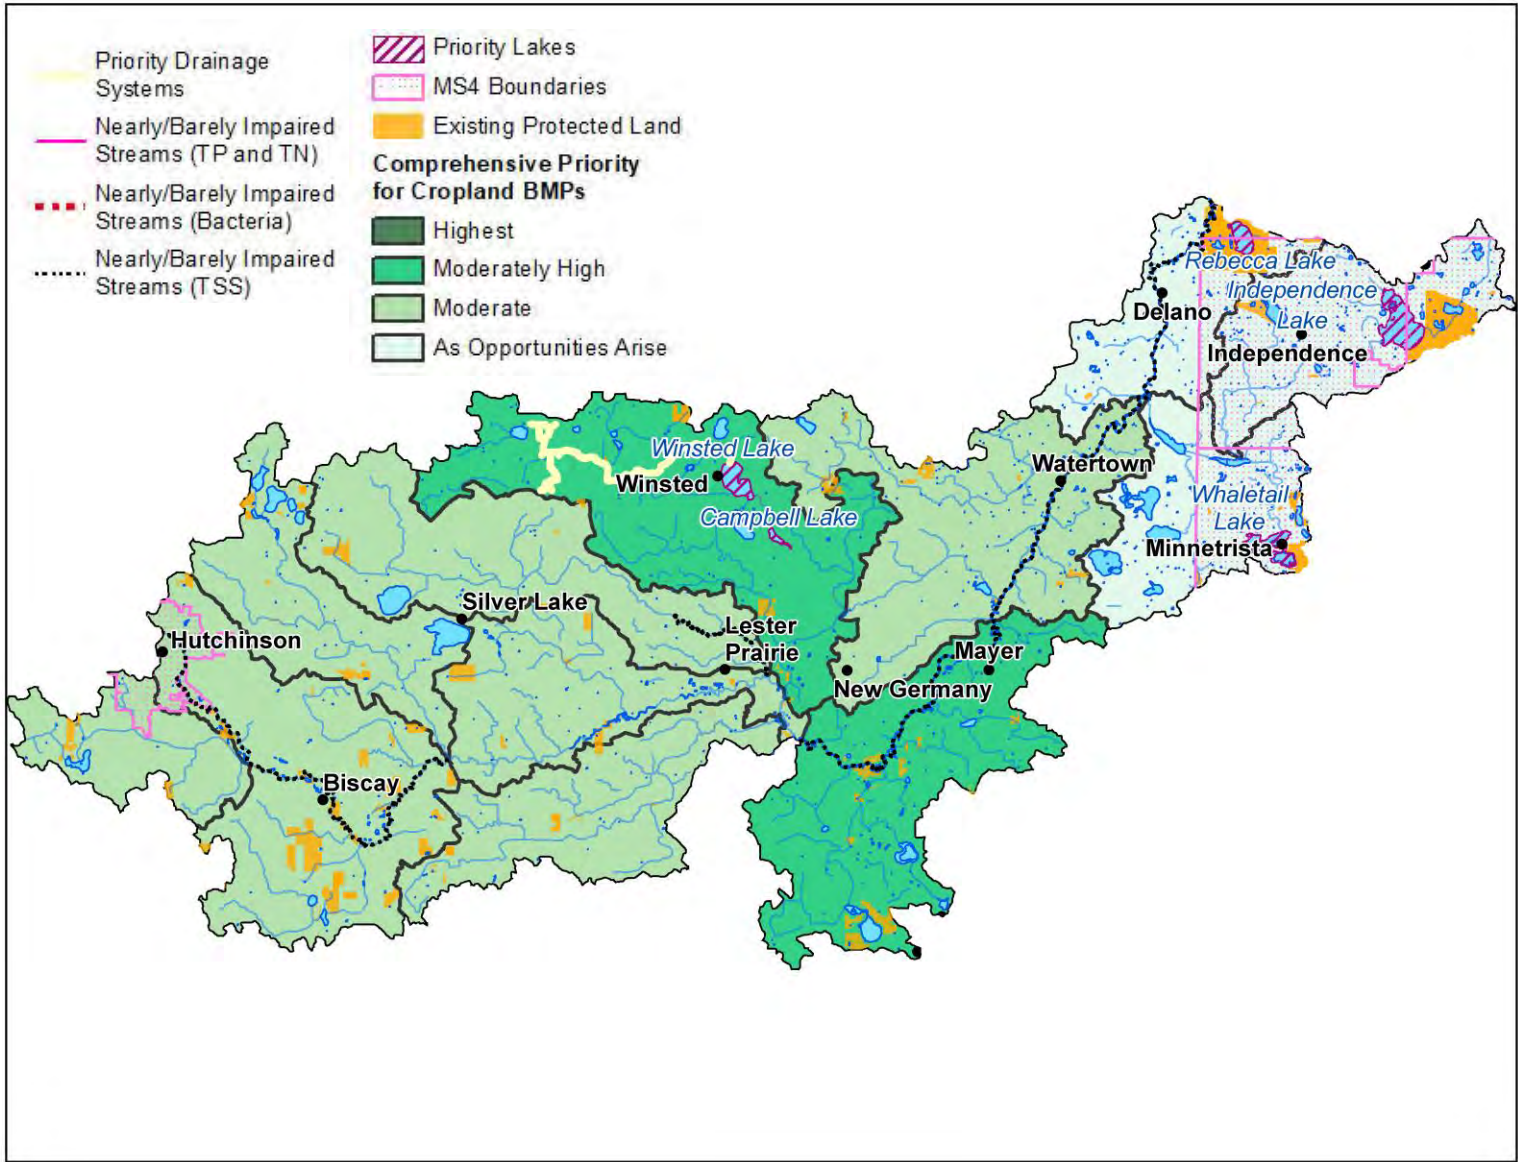 Priority Drainage
Systems
Nearly/Barely Impaired
Streams (TP and TN)
Nearly/Barely Impaired
Streams (Bacteria)
Nearly/Barely Impaired
Streams (TSS)
Priority Lakes
MS4 Boundaries
Existing Protected Land
Comprehensive Priority
for Cropland BMPs
Highest
Moderately High
Moderate
As Opportunities Arise
Rebecca Lake
Independence
Lake
Delano
Independence
Winsted Lake
Winsted
Campbell Lake
Watertown
Whaletail
Lake
Minnetrista
Silver Lake
Hutchinson
Lester
Prairie
Mayer
New Germany
Biscay